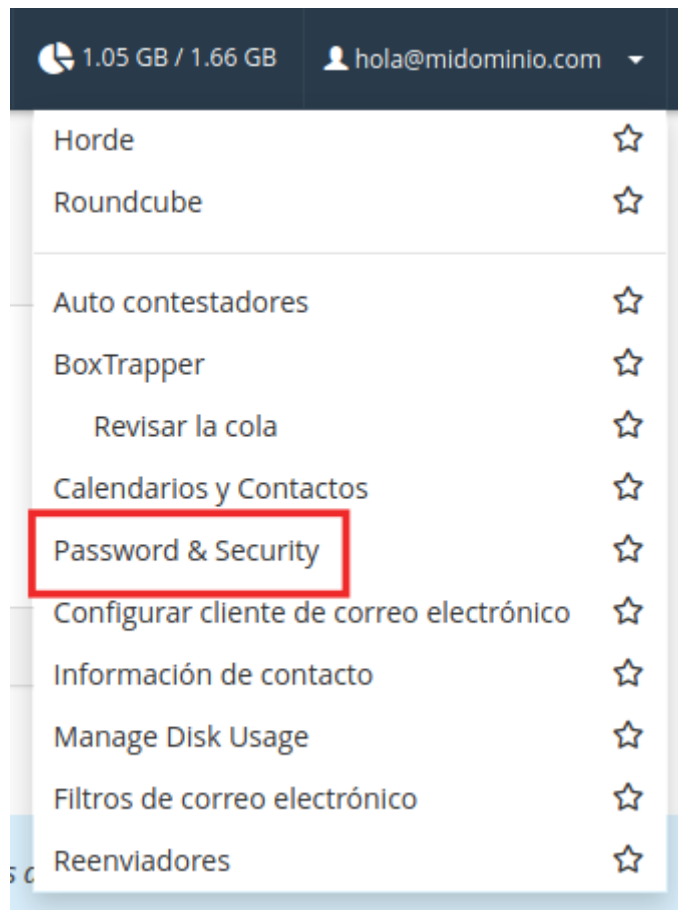 1.05 GB / 1.66 GB hola@midominio.com
Horde
Roundcube
Auto contestadores
BoxTrapper
Revisar la cola
Calendarios y Contactos
Password & Security
Configurar cliente de correo electrónico
Información de contacto
Manage Disk Usage
Filtros de correo electrónico
Reenviadores